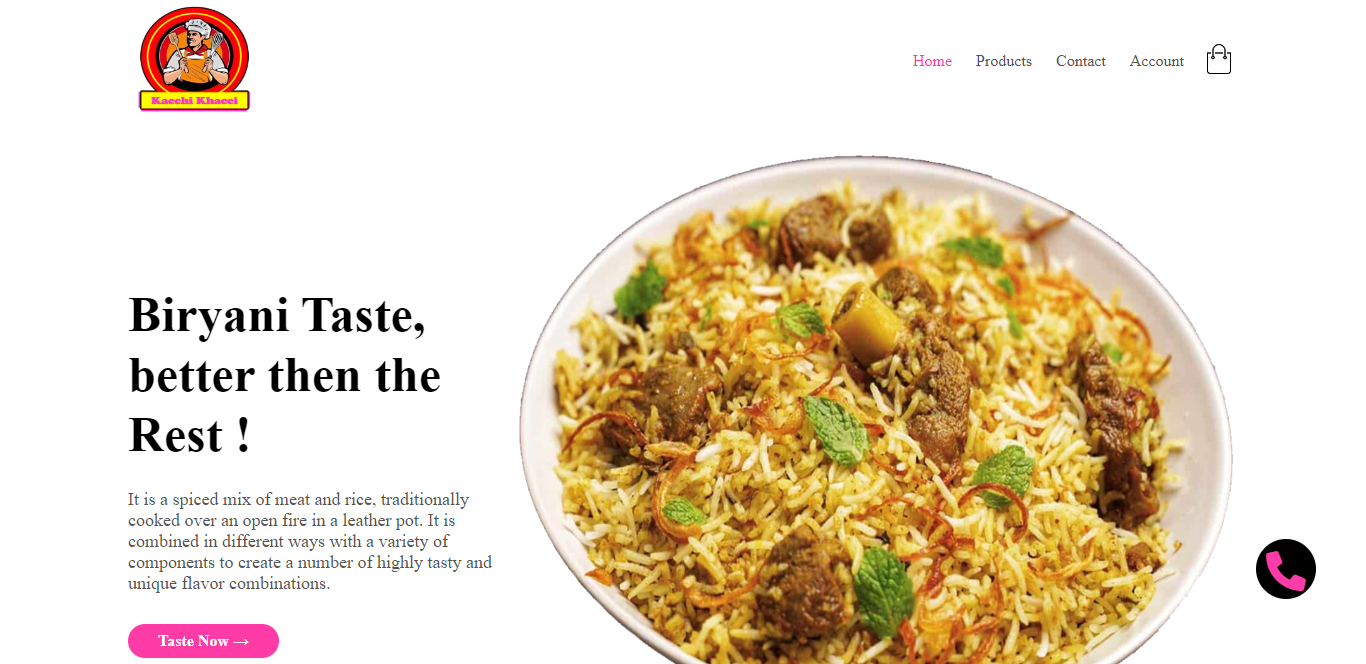 Kacchi Khacci
Home Products Contact Account
Biryani Taste,
better then the
Rest !
It is a spiced mix of meat and rice, traditionally
cooked over an open fire in a leather pot. It is
combined in different ways with a variety of
components to create a number of highly tasty and
unique flavor combinations.
Taste Now →